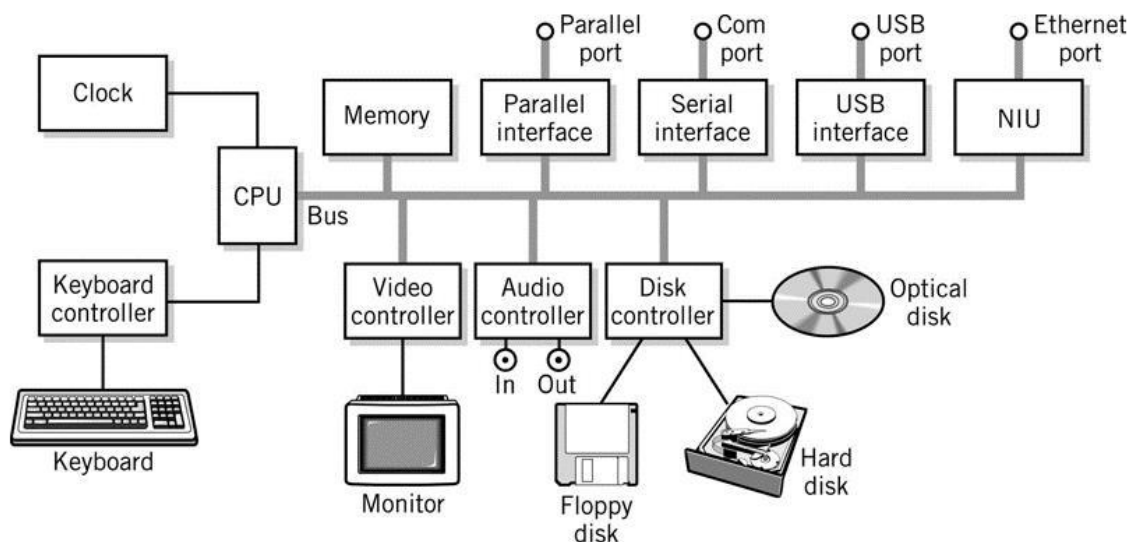 Parallel
port
Com
port
USB
port
Ethernet
port
Clock
Memory
Parallel
interface
Serial
interface
USB
interface
NIU
CPU
Bus
Keyboard
controller
Video
controller
Audio
controller
Disk
controller
Optical
disk
In
Out
Keyboard
Monitor
Floppy
disk
Hard
disk